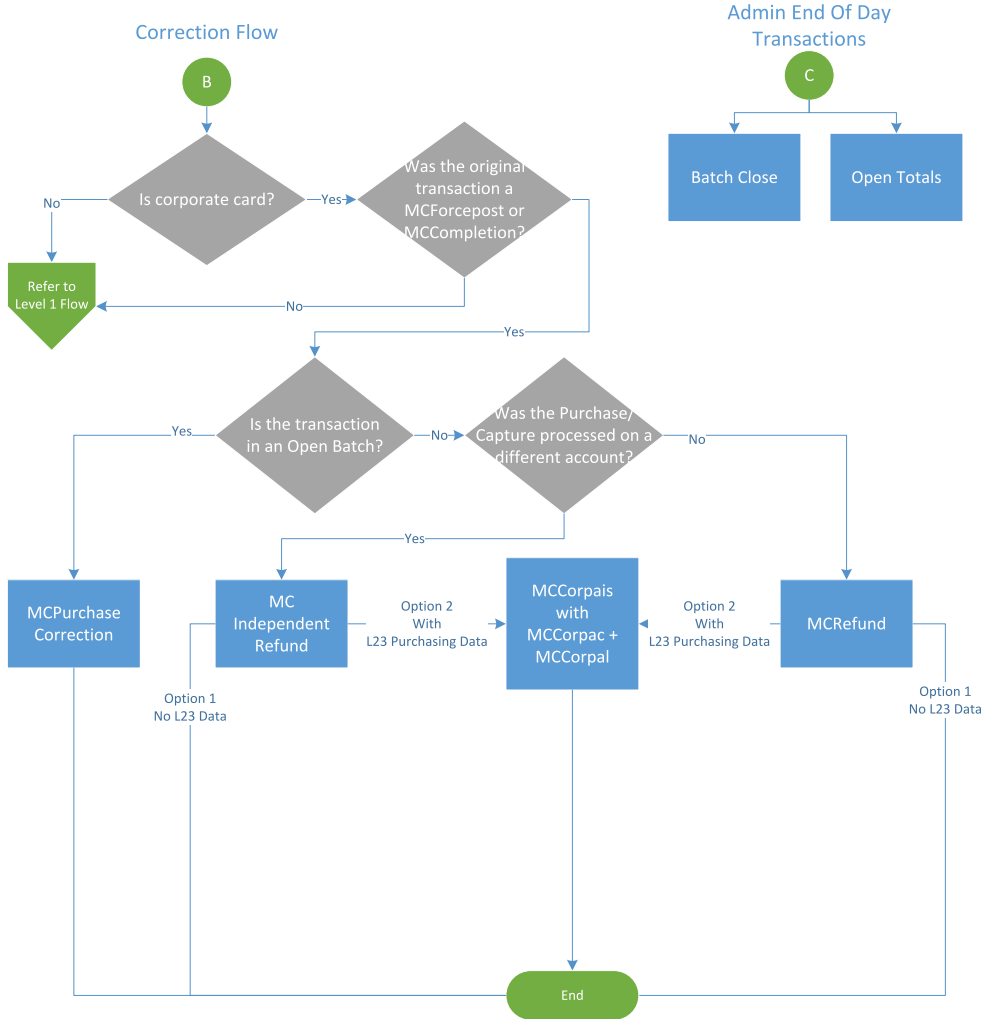 Correction Flow
Admin End Of Day
Transactions
B
C
Batch Close
Open Totals
Is corporate card?
Yes
Was the original
transaction a
MCForcepost or
MCCompletion?
No
Refer to
Level 1 Flow
No
Yes
Is the transaction
in an Open Batch?
Yes
No
Was the Purchase/
Capture processed on a
different account?
No
Yes
MCPurchase
Correction
MC
Independent
Refund
Option 2
With
L23 Purchasing Data
MCCorpais
with
MCCorpac +
MCCorpal
Option 2
With
L23 Purchasing Data
MCRefund
Option 1
No L23 Data
Option 1
No L23 Data
End